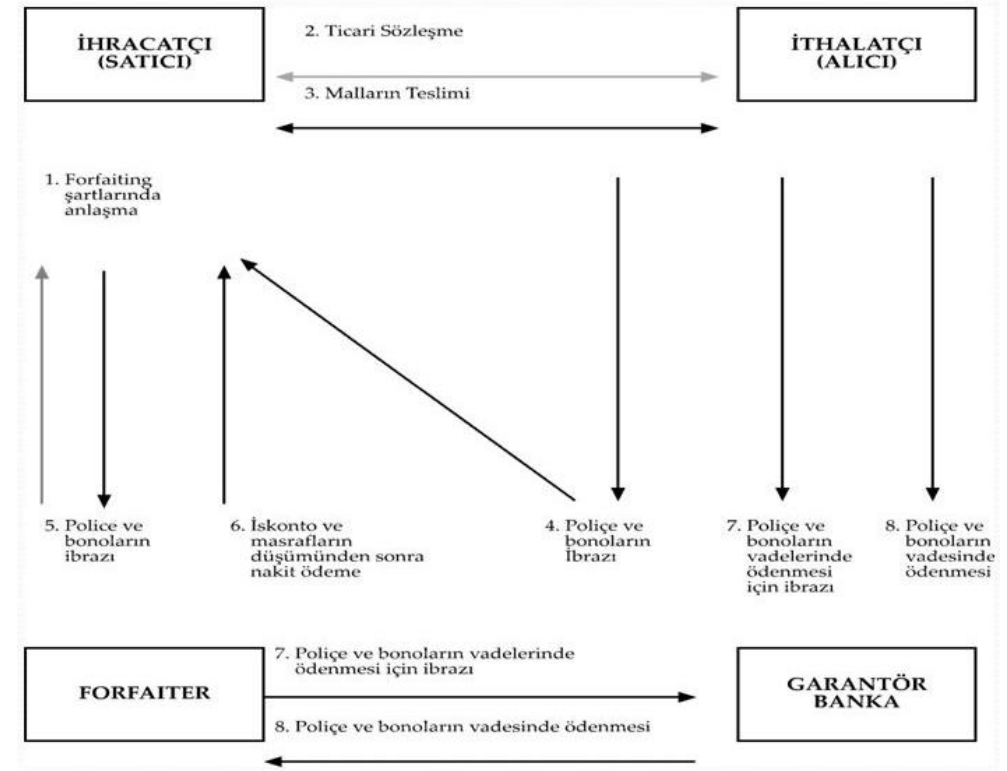 İHRACATÇI
(SATICI)
2. Ticari Sözleşme
3. Malların Teslimi
İTHALATÇI
(ALICI)
1. Forfaiting
şartlarında
anlaşma
5. Police ve
bonoların
ibrazı
6. İskonto ve
masrafların
düşümünden sonra
nakit ödeme
4. Poliçe ve
bonoların
İbrazı
7. Poliçe ve
bonoların
vadelerinde
ödenmesi
için ibrazı
8. Poliçe ve
bonoların
vadesinde
ödenmesi
FORFAITER
7. Poliçe ve bonoların vadelerinde
ödenmesi için ibrazı
8. Poliçe ve bonoların vadesinde ödenmesi
GARANTÖR
BANKA